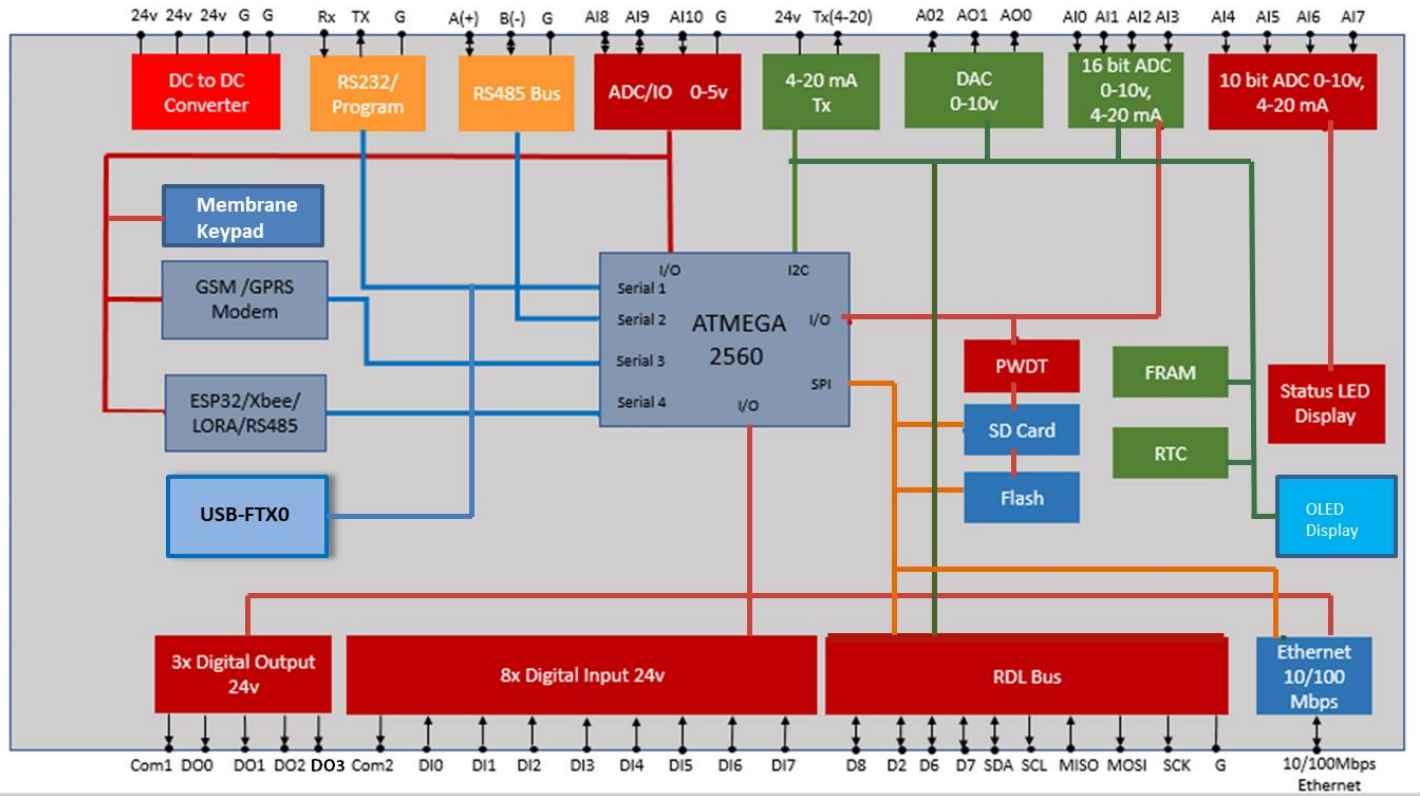 24v 24v 24v G G Rx TX G A(+) B(-) G AI8 AI9 AI10 G 24v Tx(4-20) A02 AO1 AO0 AI0 AI1 AI2 AI3 AI4 AI5 AI6 AI7
DC to DC
Converter
RS232/
Program
RS485 Bus
ADC/IO 0-5v
4-20 mA
Tx
DAC
0-10v
16 bit ADC
0-10v,
4-20 mA
10 bit ADC 0-10v,
4-20 mA
Membrane
Keypad
GSM /GPRS
Modem
ESP32/Xbee/
LORA/RS485
USB-FTX0
I/O
I2C
Serial 1
Serial 2
Serial 3
Serial 4
ATMEGA
2560
I/O
SPI
I/O
PWDT
SD Card
Flash
FRAM
RTC
Status LED
Display
OLED
Display
3x Digital Output
24v
8x Digital Input 24v
RDL Bus
Ethernet
10/100
Mbps
Com1 DO0 DO1 DO2 DO3 Com2 DI0 DI1 DI2 DI3 DI4 DI5 DI6 DI7 D8 D2 D6 D7 SDA SCL MISO MOSI SCK G 10/100Mbps
Ethernet